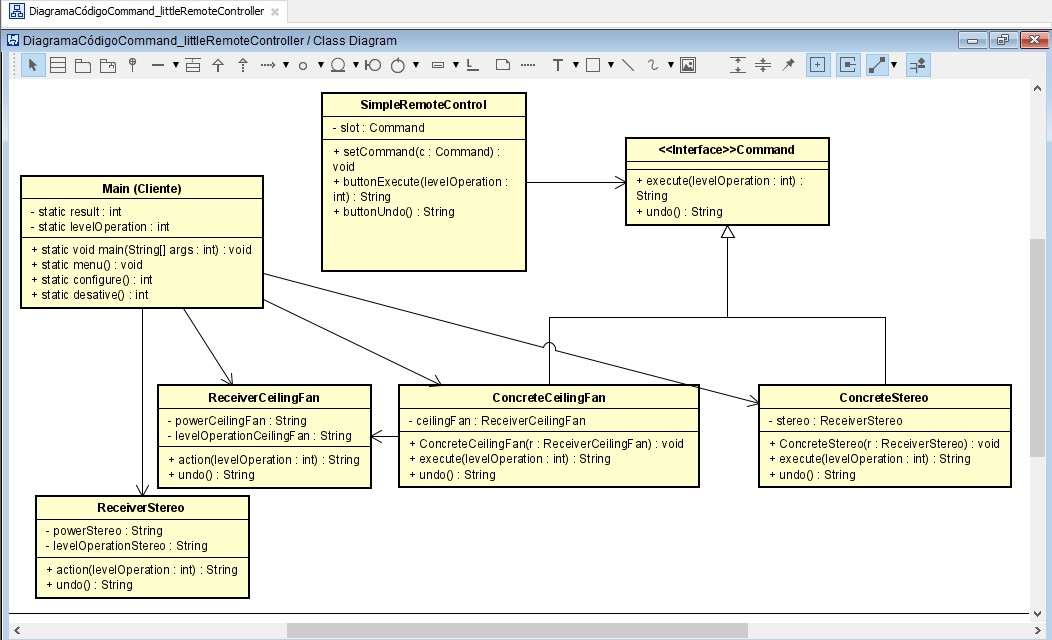 DiagramaCódigoCommand_littleRemoteController
DiagramaCódigoCommand_littleRemoteController / Class Diagram
T
SimpleRemoteControl
- slot : Command
+ setCommand(c : Command) :
void
+ buttonExecute(levelOperation :
int) : String
+ buttonUndo() : String
<<Interface>>Command
+ execute(levelOperation : int) :
String
+ undo() : String
Main (Cliente)
- static result : int
- static levelOperation : int
+ static void main(String[] args : int) : void
+ static menu() : void
+ static configure() : int
+ static desative() : int
ReceiverCeilingFan
- powerCeilingFan : String
- levelOperationCeilingFan : String
+ action(levelOperation : int) : String
+ undo() : String
ConcreteCeilingFan
- ceilingFan : ReceiverCeilingFan
+ ConcreteCeilingFan(r : ReceiverCeilingFan) : void
+ execute(levelOperation : int) : String
+ undo() : String
ConcreteStereo
- stereo : ReceiverStereo
+ ConcreteStereo(r : ReceiverStereo) : void
+ execute(levelOperation : int) : String
+ undo() : String
ReceiverStereo
- powerStereo : String
- levelOperationStereo : String
+ action(levelOperation : int) : String
+ undo() : String